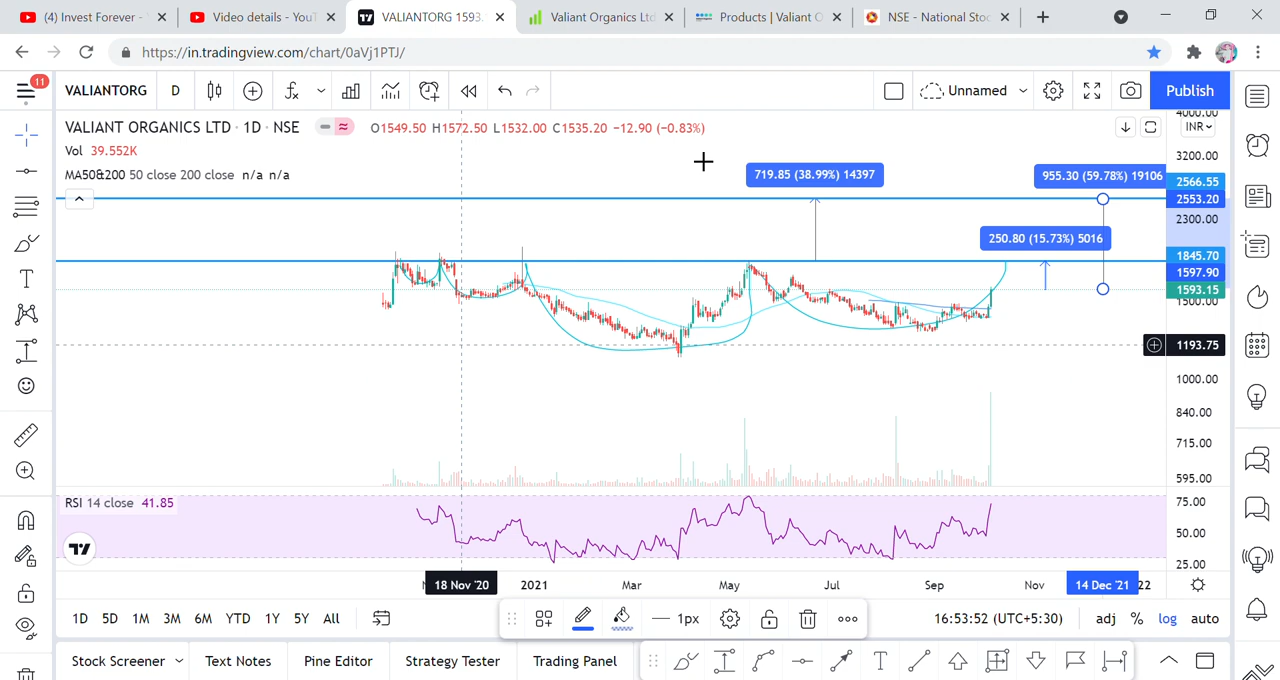 (4) Invest Forever -
Video details - YouT
VALIANTORG 1593.
Valiant Organics Ltd
Products | Valiant O
NSE - National Stoc
https://in.tradingview.com/chart/0aVj1PTJ/
11
VALIANTORG D Unnamed Publish
VALIANT ORGANICS LTD · 1D · NSE O1549.50 H1572.50 L1532.00 C1535.20 −12.90 (−0.83%)
Vol 39.552K
MA50&200 50 close 200 close n/a n/a
INR
4000.00
3200.00
719.85 (38.99%) 14397
955.30 (59.78%) 19106
2566.55
2553.20
2300.00
250.80 (15.73%) 5016
1845.70
1597.90
1593.15
1500.00
1193.75
1000.00
840.00
715.00
595.00
RSI 14 close 41.85
75.00
50.00
25.00
18 Nov '20 2021 Mar May Jul Sep Nov 14 Dec '21 22
1D 5D 1M 3M 6M YTD 1Y 5Y All 1px 16:53:52 (UTC+5:30) adj % log auto
Stock Screener Text Notes Pine Editor Strategy Tester Trading Panel